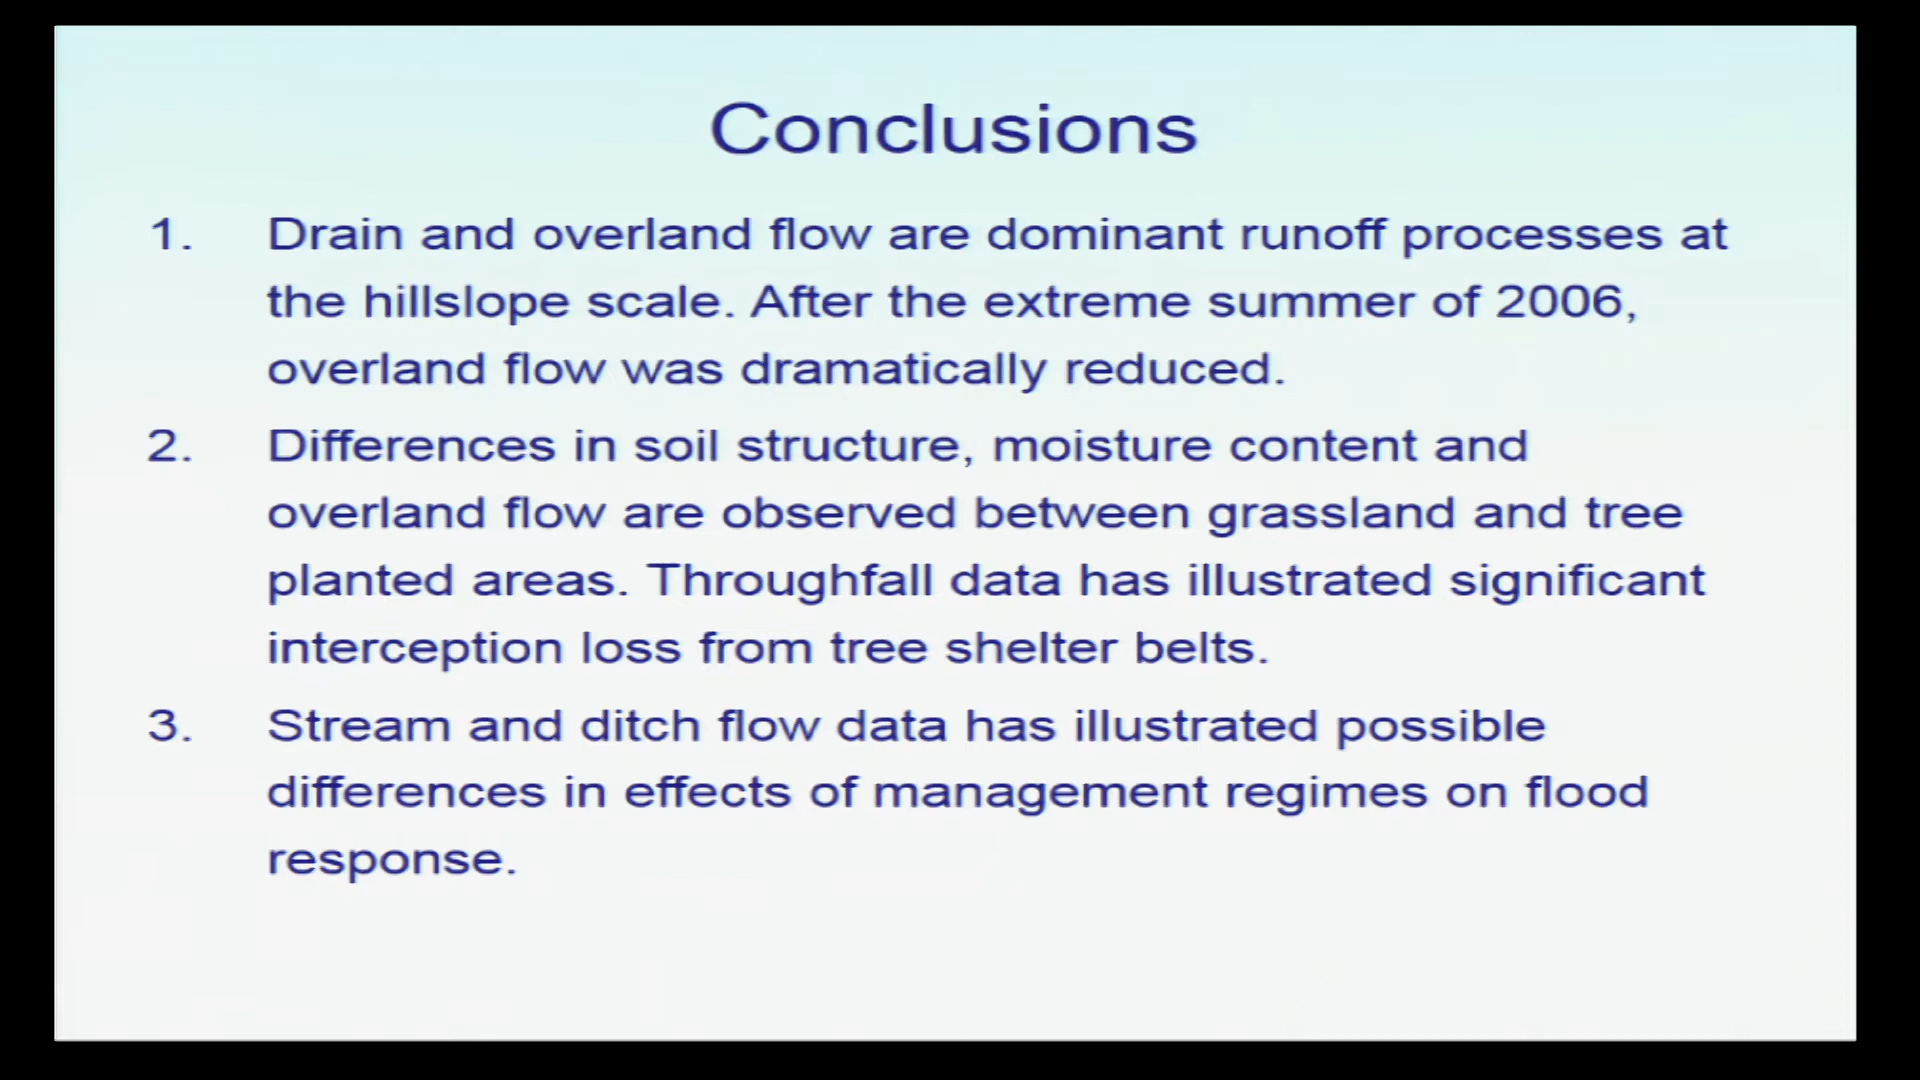 Conclusions
1. Drain and overland flow are dominant runoff processes at
the hillslope scale. After the extreme summer of 2006,
overland flow was dramatically reduced.
2. Differences in soil structure, moisture content and
overland flow are observed between grassland and tree
planted areas. Throughfall data has illustrated significant
interception loss from tree shelter belts.
3. Stream and ditch flow data has illustrated possible
differences in effects of management regimes on flood
response.